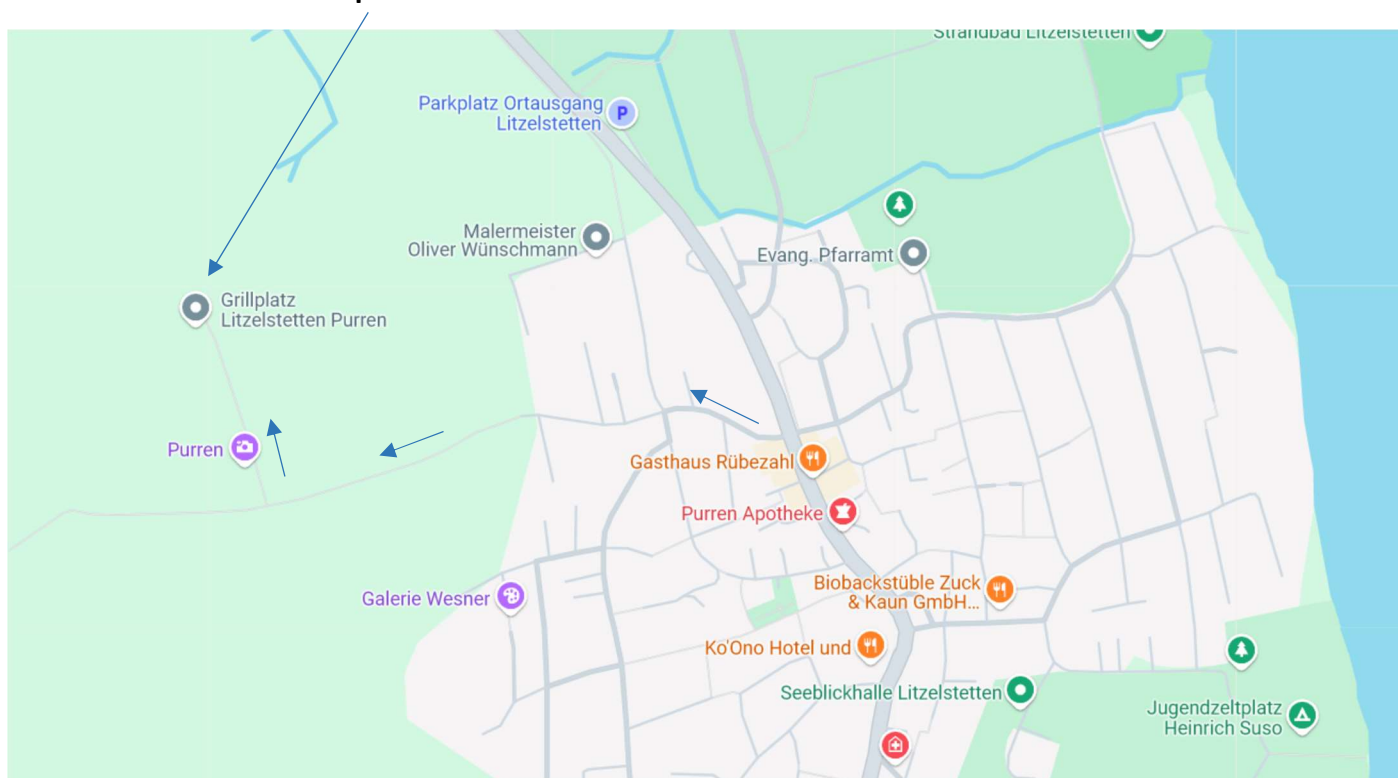 Strandbad Litzelstetten
Parkplatz Ortausgang
Litzelstetten
P
Malermeister
Oliver Wünschmann
Evang. Pfarramt
Grillplatz
Litzelstetten Purren
Purren
Gasthaus Rübezahl
Purren Apotheke
Biobackstüble Zuck
& Kaun GmbH...
Galerie Wesner
Ko'Ono Hotel und
Seeblickhalle Litzelstetten
Jugendzeltplatz
Heinrich Suso